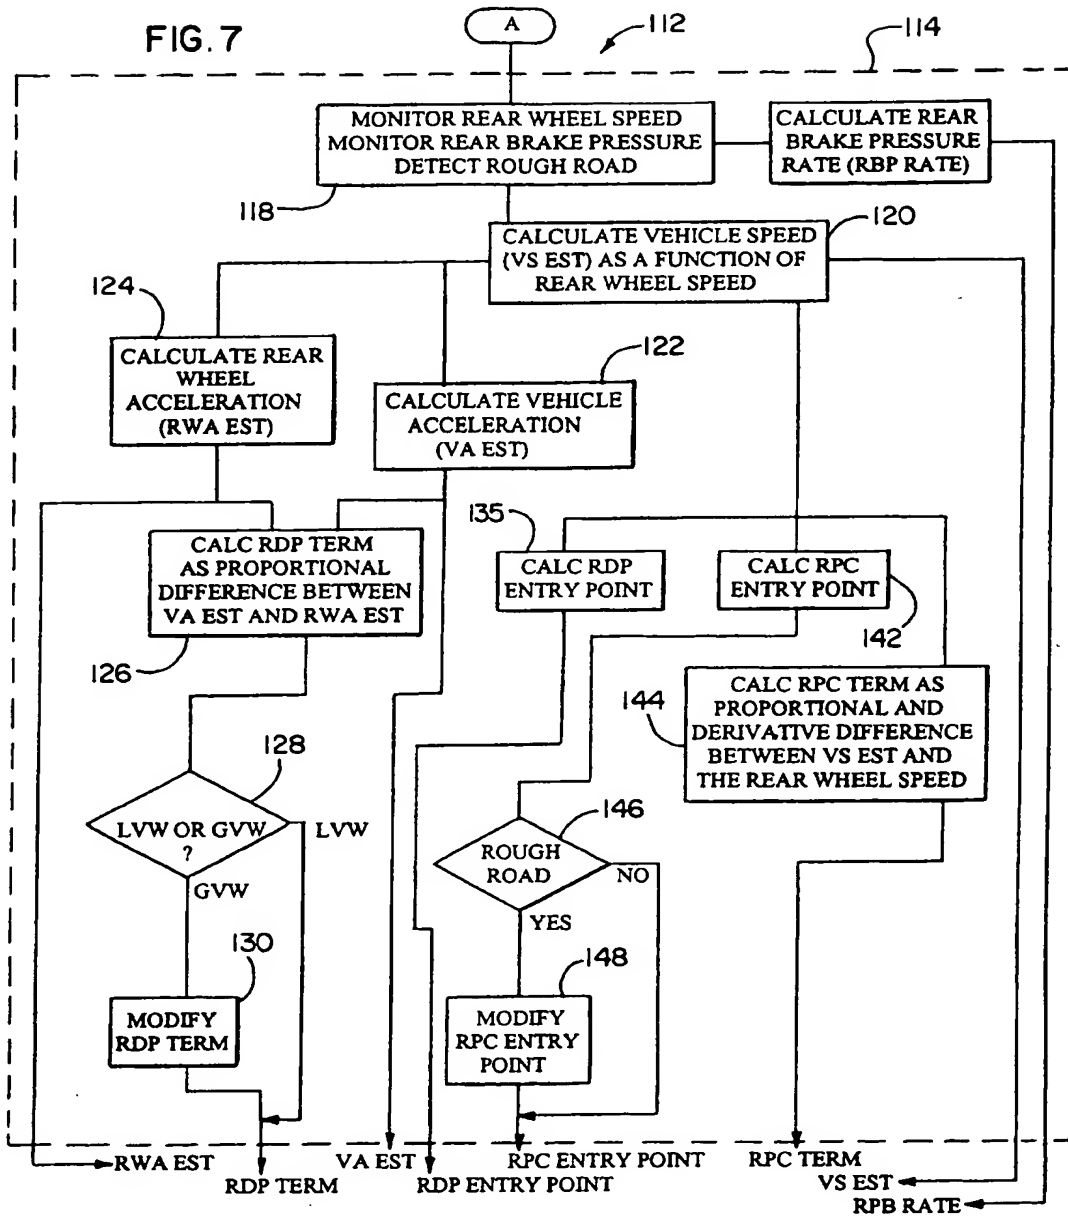 FIG. 7
A
112
114
MONITOR REAR WHEEL SPEED
MONITOR REAR BRAKE PRESSURE
DETECT ROUGH ROAD
118
CALCULATE REAR
BRAKE PRESSURE
RATE (RBP RATE)
CALCULATE VEHICLE SPEED
(VS EST) AS A FUNCTION OF
REAR WHEEL SPEED
120
124
CALCULATE REAR
WHEEL
ACCELERATION
(RWA EST)
122
CALCULATE VEHICLE
ACCELERATION
(VA EST)
CALC RDP TERM
AS PROPORTIONAL
DIFFERENCE BETWEEN
VA EST AND RWA EST
126
135
CALC RDP
ENTRY POINT
CALC RPC
ENTRY POINT
142
144
CALC RPC TERM AS
PROPORTIONAL AND
DERIVATIVE DIFFERENCE
BETWEEN VS EST AND
THE REAR WHEEL SPEED
128
LVW OR GVW
?
LVW
GVW
130
MODIFY
RDP TERM
146
ROUGH
ROAD
NO
YES
148
MODIFY
RPC ENTRY
POINT
RWA EST
RDP TERM
VA EST
RDP ENTRY POINT
RPC ENTRY POINT
RPC TERM
VS EST
RPB RATE